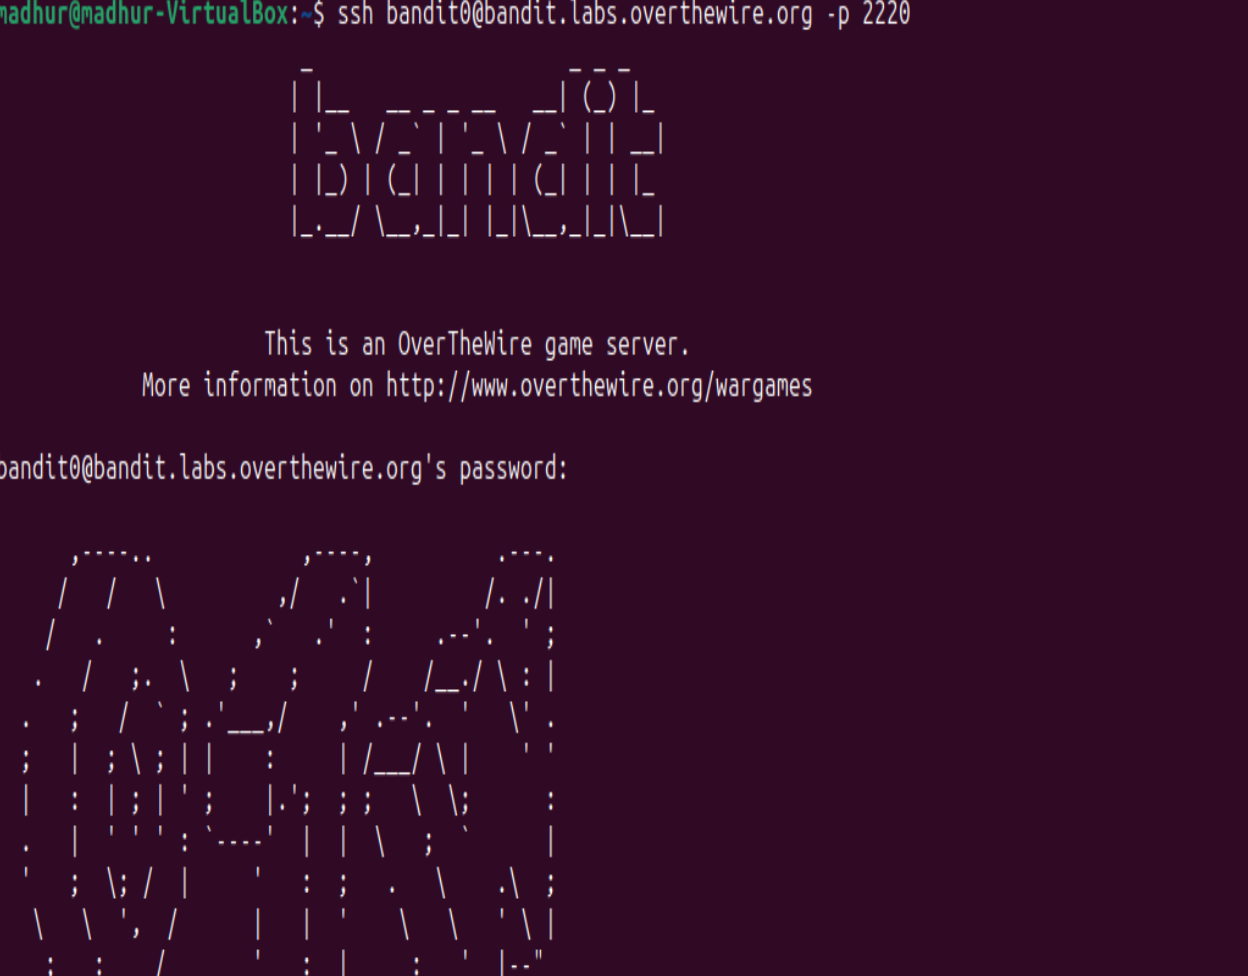 madhur@madhur-VirtualBox:~$ ssh bandit0@bandit.labs.overthewire.org -p 2220
bandit
This is an OverTheWire game server.
More information on http://www.overthewire.org/wargames
bandit0@bandit.labs.overthewire.org's password: